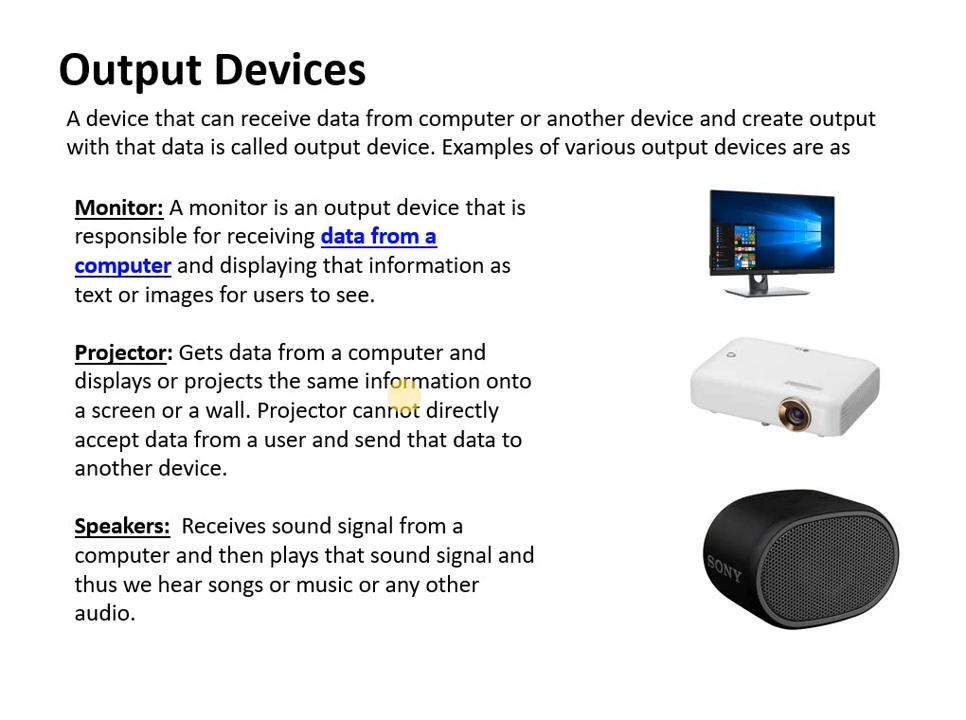 Output Devices
A device that can receive data from computer or another device and create output
with that data is called output device. Examples of various output devices are as
Monitor: A monitor is an output device that is
responsible for receiving data from a
computer and displaying that information as
text or images for users to see.
Projector: Gets data from a computer and
displays or projects the same information onto
a screen or a wall. Projector cannot directly
accept data from a user and send that data to
another device.
Speakers:  Receives sound signal from a
computer and then plays that sound signal and
thus we hear songs or music or any other
audio.
SONY